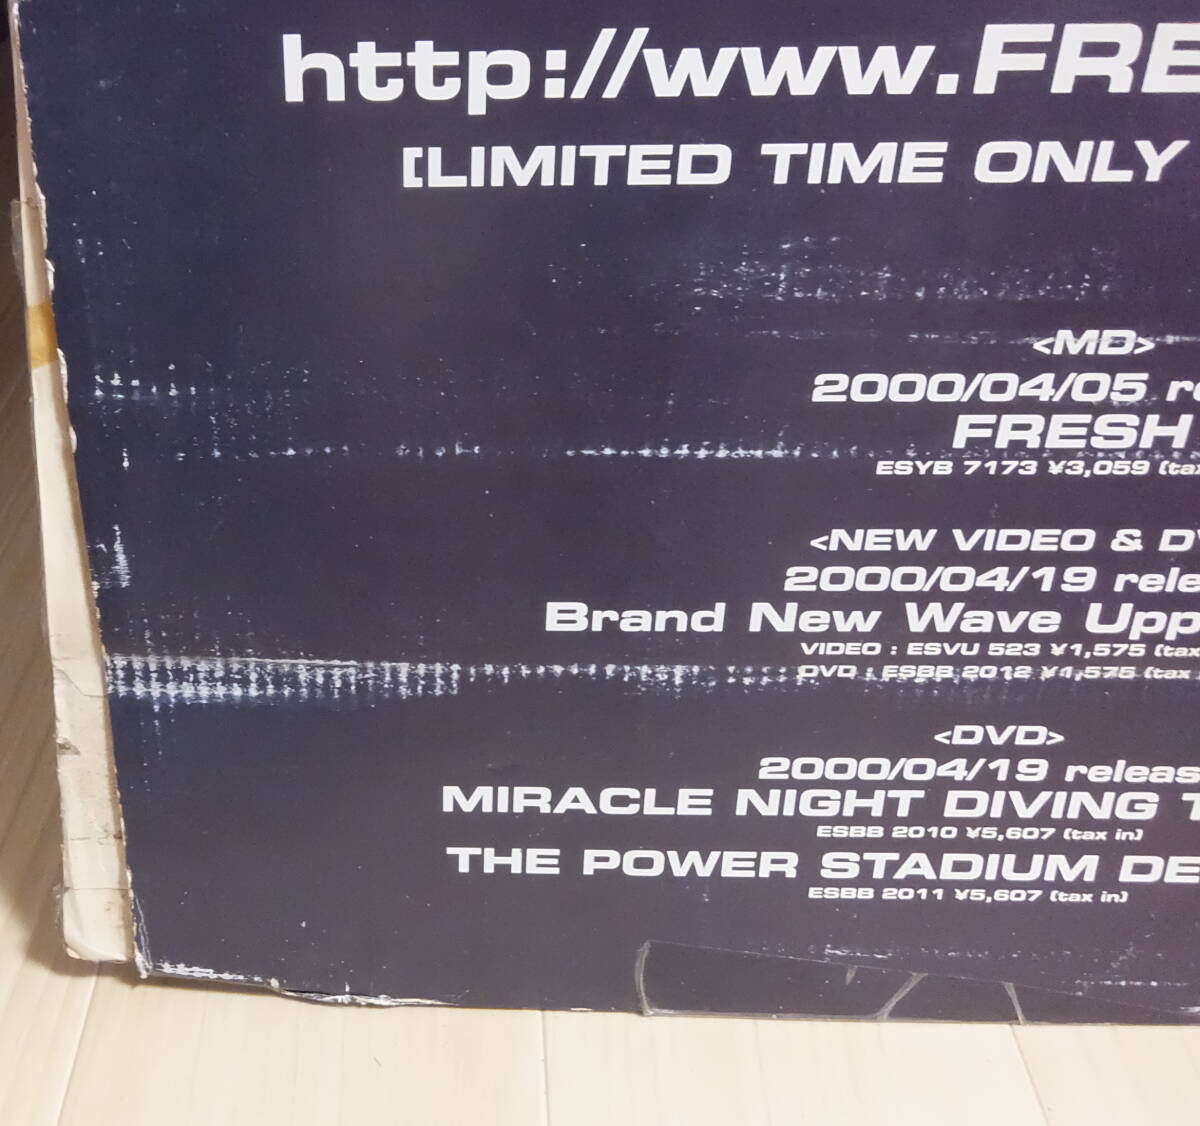 http://www.FRE
[LIMITED TIME ONLY
<MD>
2000/04/05 re
FRESH
ESYB 7173 ¥3,059 (tax
<NEW VIDEO & DV
2000/04/19 relea
Brand New Wave Upp
VIDEO : ESVU 523 ¥1,575 (tax
DVD : ESBB 2012 ¥1,575 (tax
<DVD>
2000/04/19 releas
MIRACLE NIGHT DIVING T
ESBB 2010 ¥5,607 (tax in)
THE POWER STADIUM DE
ESBB 2011 ¥5,607 (tax in)